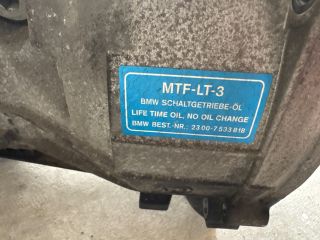 MTF-LT-3
BMW SCHALTGETRIEBE-ÖL
LIFE TIME OIL, NO OIL CHANGE
BMW BEST.-NR.: 2300-7533818